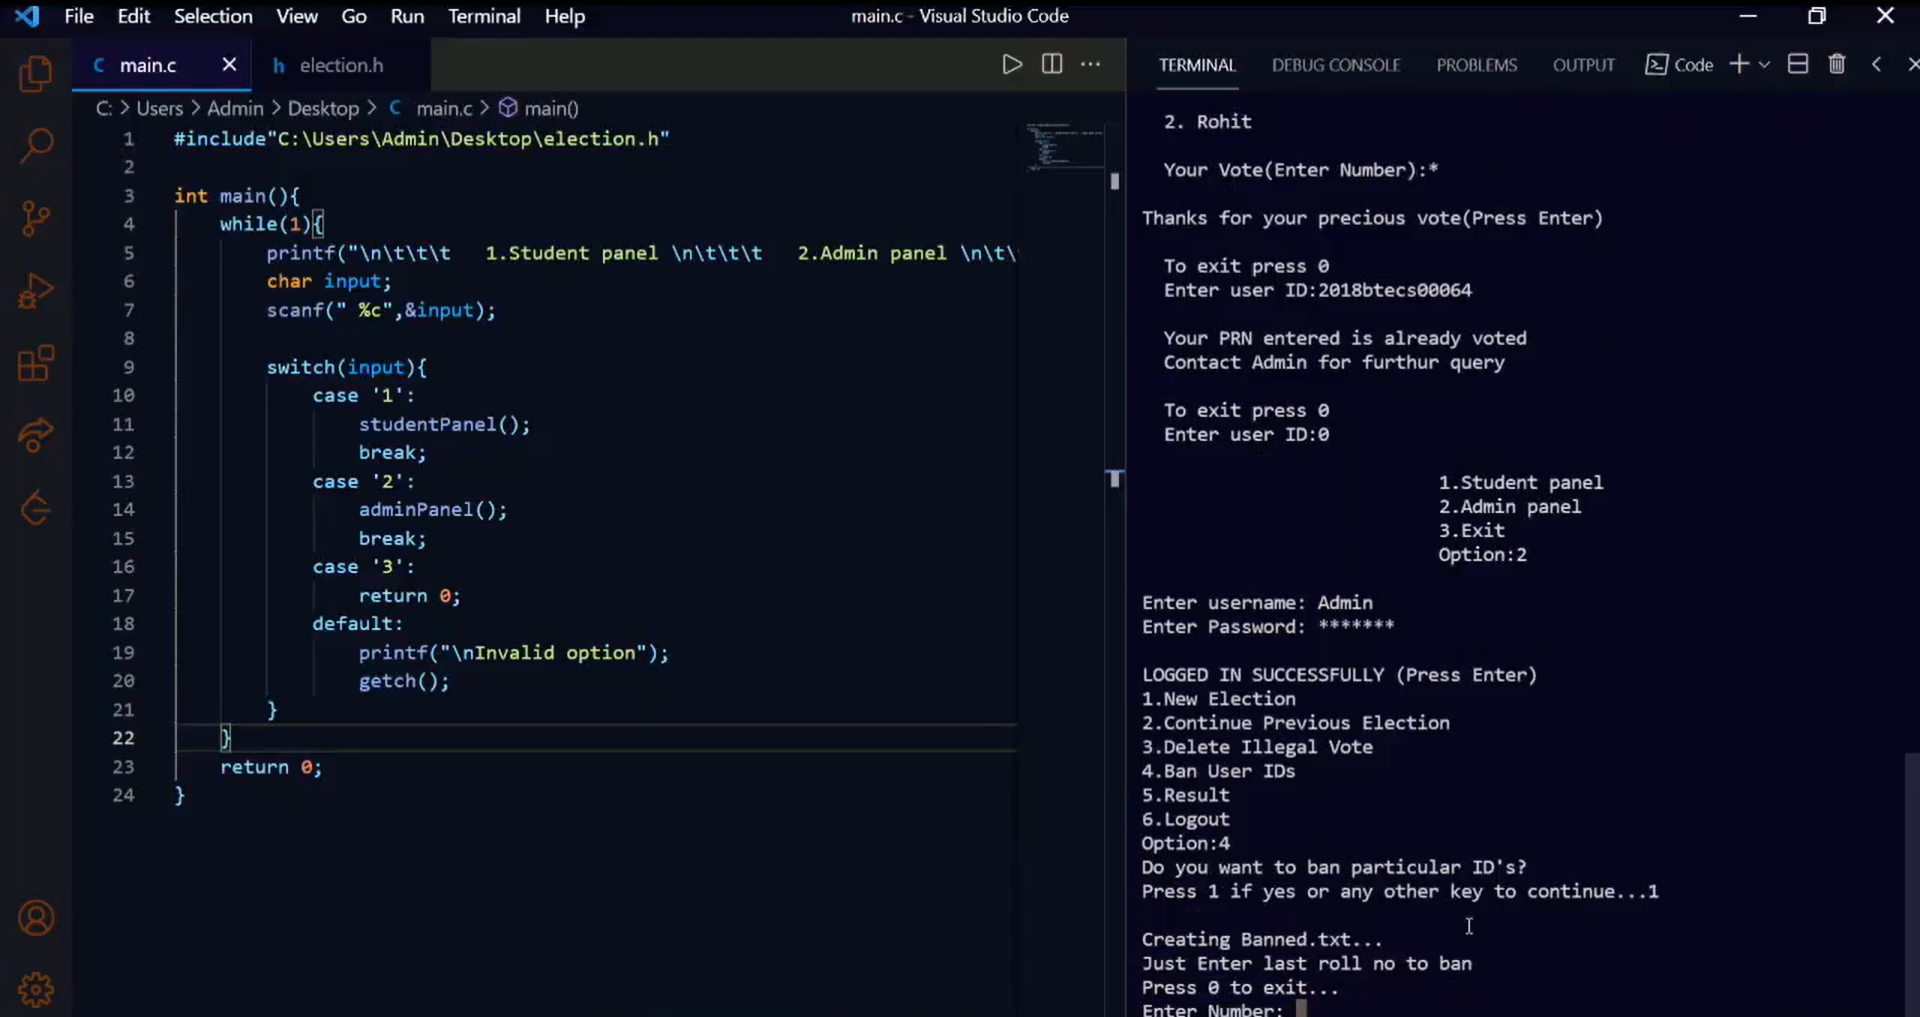 File Edit Selection View Go Run Terminal Help
main.c - Visual Studio Code
main.c
election.h
C: > Users > Admin > Desktop > C main.c > main()
1 #include"C:\Users\Admin\Desktop\election.h"
2
3 int main(){
4 while(1){
5 printf("\n\t\t\t   1.Student panel \n\t\t\t   2.Admin panel \n\t\
6 char input;
7 scanf(" %c",&input);
8
9 switch(input){
10 case '1':
11 studentPanel();
12 break;
13 case '2':
14 adminPanel();
15 break;
16 case '3':
17 return 0;
18 default:
19 printf("\nInvalid option");
20 getch();
21 }
22 }
23 return 0;
24 }
TERMINAL DEBUG CONSOLE PROBLEMS OUTPUT Code
2. Rohit
Your Vote(Enter Number):*
Thanks for your precious vote(Press Enter)
To exit press 0
Enter user ID:2018btecs00064
Your PRN entered is already voted
Contact Admin for furthur query
To exit press 0
Enter user ID:0
1.Student panel
2.Admin panel
3.Exit
Option:2
Enter username: Admin
Enter Password: *******
LOGGED IN SUCCESSFULLY (Press Enter)
1.New Election
2.Continue Previous Election
3.Delete Illegal Vote
4.Ban User IDs
5.Result
6.Logout
Option:4
Do you want to ban particular ID's?
Press 1 if yes or any other key to continue...1
Creating Banned.txt...
Just Enter last roll no to ban
Press 0 to exit...
Enter Number: